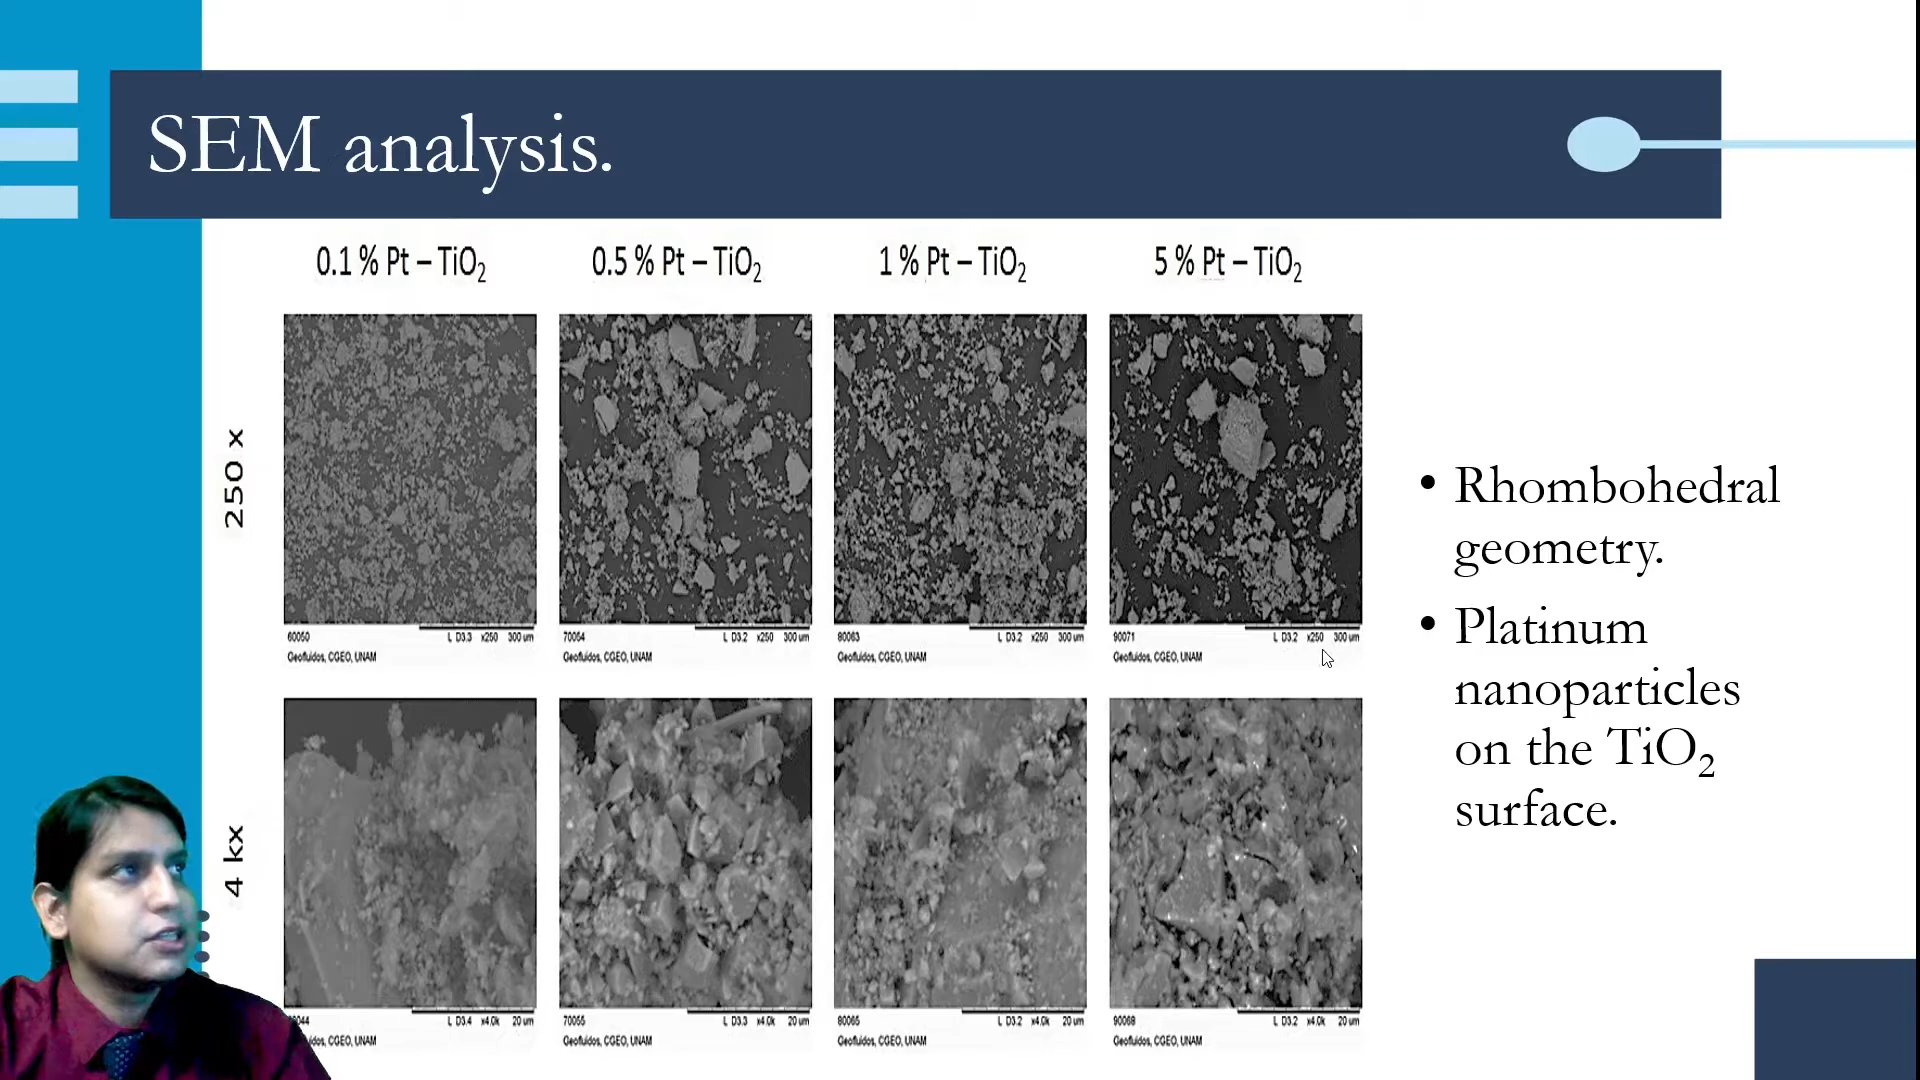 SEM analysis.
0.1 % Pt – TiO₂ 0.5 % Pt – TiO₂ 1 % Pt – TiO₂ 5 % Pt – TiO₂
250 x
60050 L D3.3 x250 300 um
Geofluidos, CGEO, UNAM
70054 L D3.2 x250 300 um
Geofluidos, CGEO, UNAM
80063 L D3.2 x250 300 um
Geofluidos, CGEO, UNAM
90071 L D3.2 x250 300 um
Geofluidos, CGEO, UNAM
4 kx
L D3.4 x4.0k 20 um
CGEO, UNAM
70055 L D3.3 x4.0k 20 um
Geofluidos, CGEO, UNAM
80065 L D3.2 x4.0k 20 um
Geofluidos, CGEO, UNAM
90068 L D3.2 x4.0k 20 um
Geofluidos, CGEO, UNAM
• Rhombohedral
geometry.
• Platinum
nanoparticles
on the TiO₂
surface.